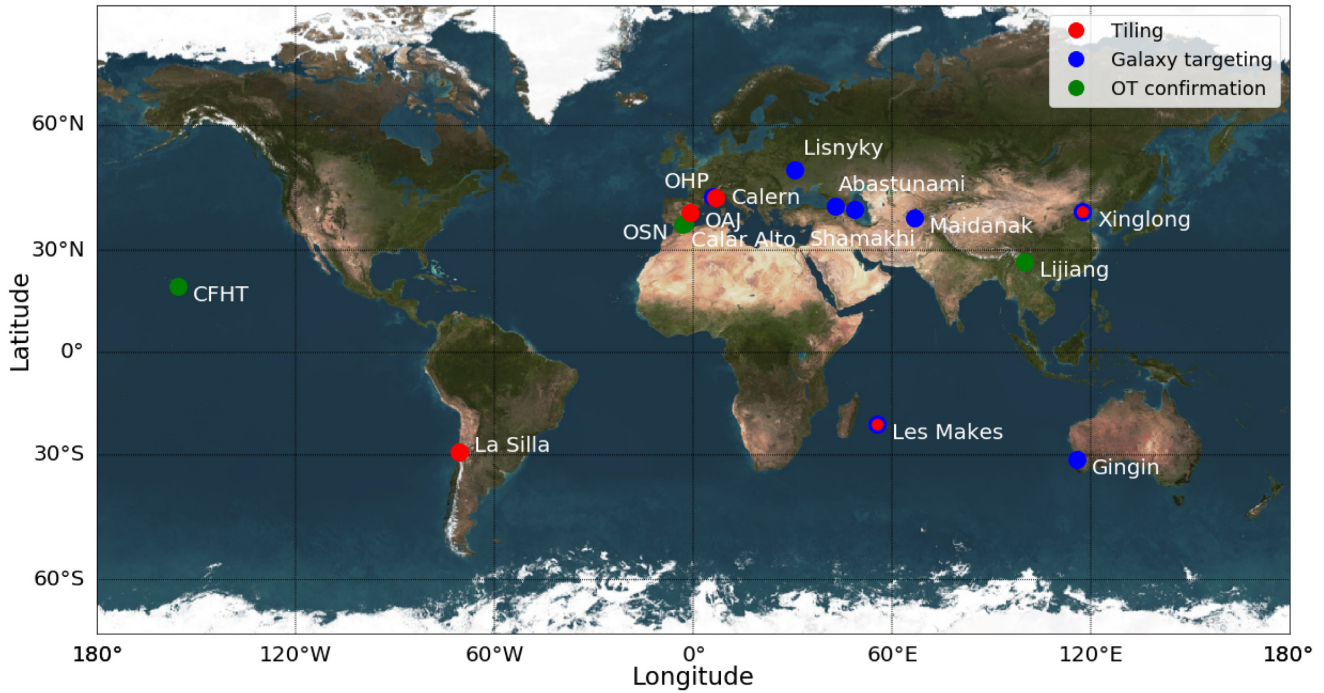 Tiling
Galaxy targeting
OT confirmation
60°N
Lisnyky
OHP
Calern
Abastunami
OSN
OAJ
Calar Alto
Shamakhi
Maidanak
Xinglong
30°N
Lijiang
CFHT
Latitude
0°
Les Makes
La Silla
30°S
Gingin
60°S
180°
120°W
60°W
0°
60°E
120°E
180°
Longitude